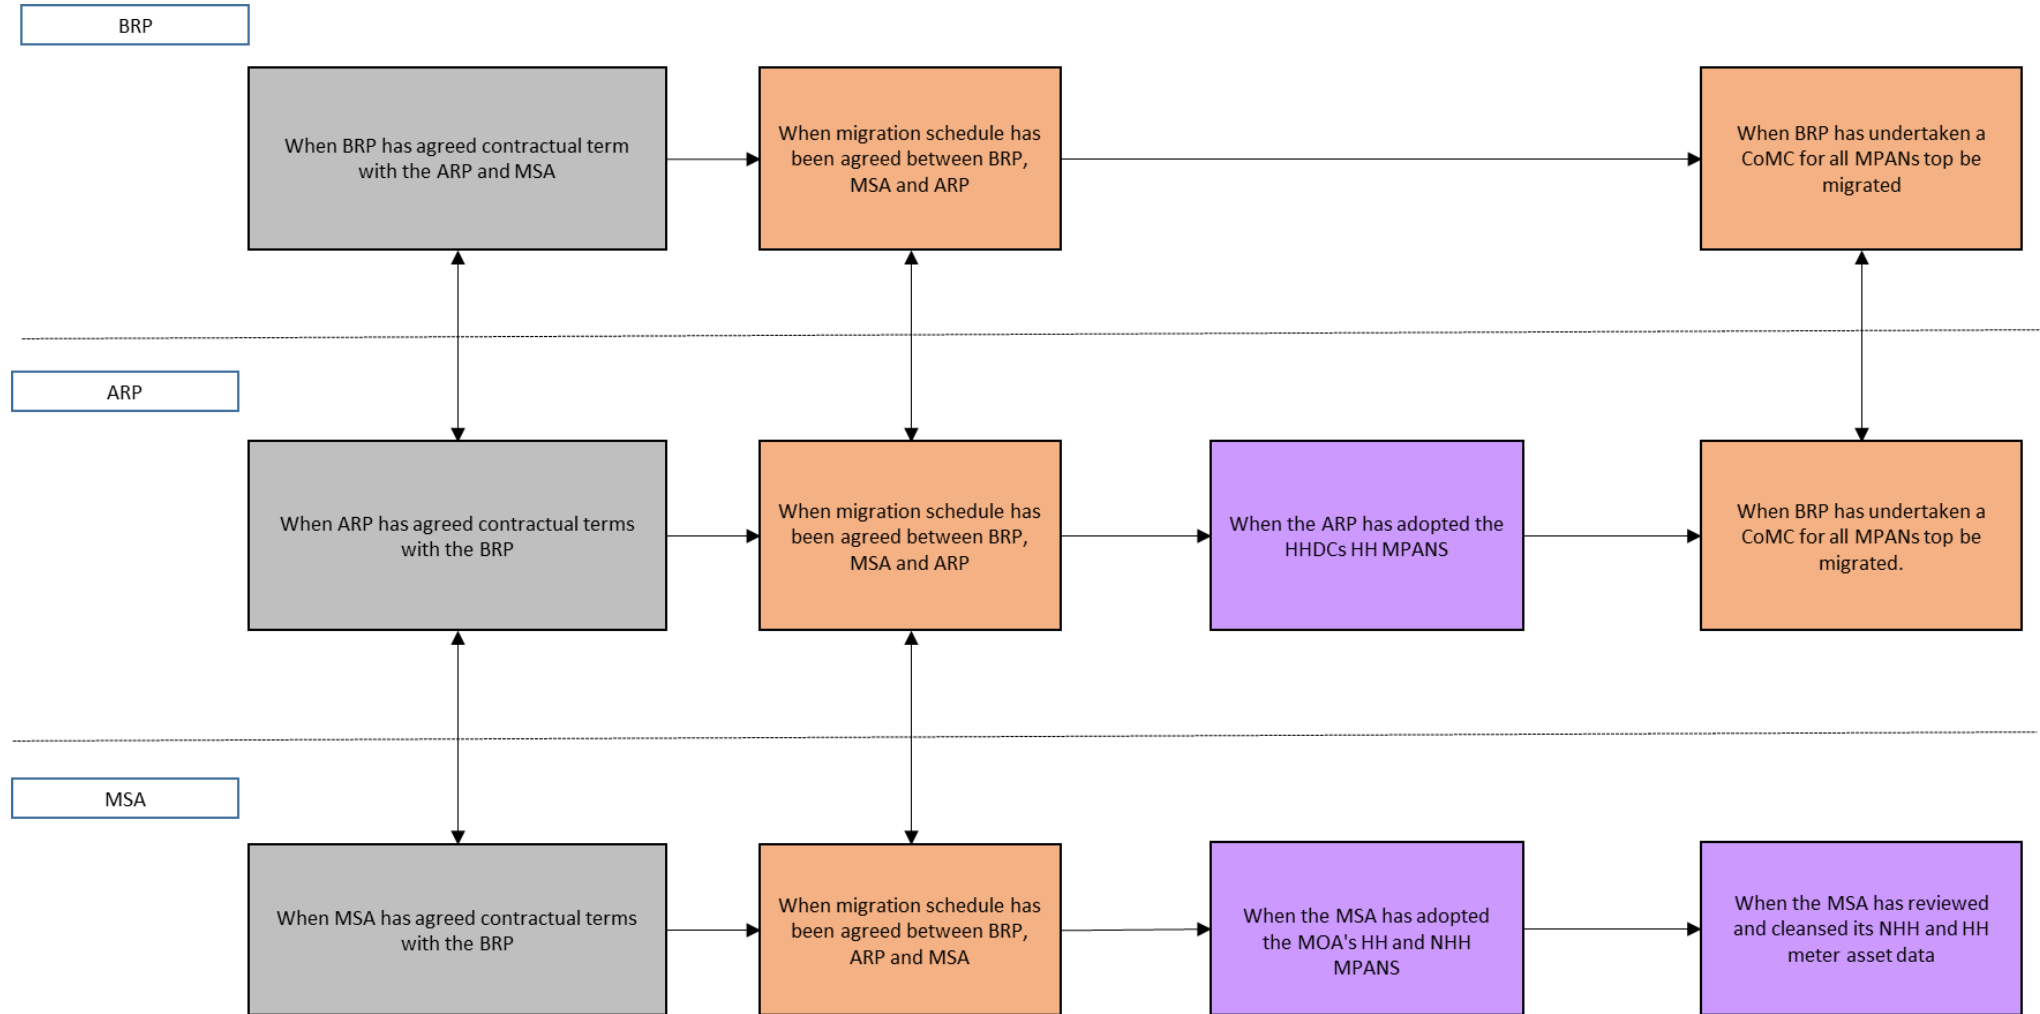 BRP
When BRP has agreed contractual term
with the ARP and MSA
When migration schedule has
been agreed between BRP,
MSA and ARP
When BRP has undertaken a
CoMC for all MPANs top be
migrated
ARP
When ARP has agreed contractual terms
with the BRP
When migration schedule has
been agreed between BRP,
MSA and ARP
When the ARP has adopted the
HHDCs HH MPANS
When BRP has undertaken a
CoMC for all MPANs top be
migrated.
MSA
When MSA has agreed contractual terms
with the BRP
When migration schedule has
been agreed between BRP,
ARP and MSA
When the MSA has adopted
the MOA's HH and NHH
MPANS
When the MSA has reviewed
and cleansed its NHH and HH
meter asset data